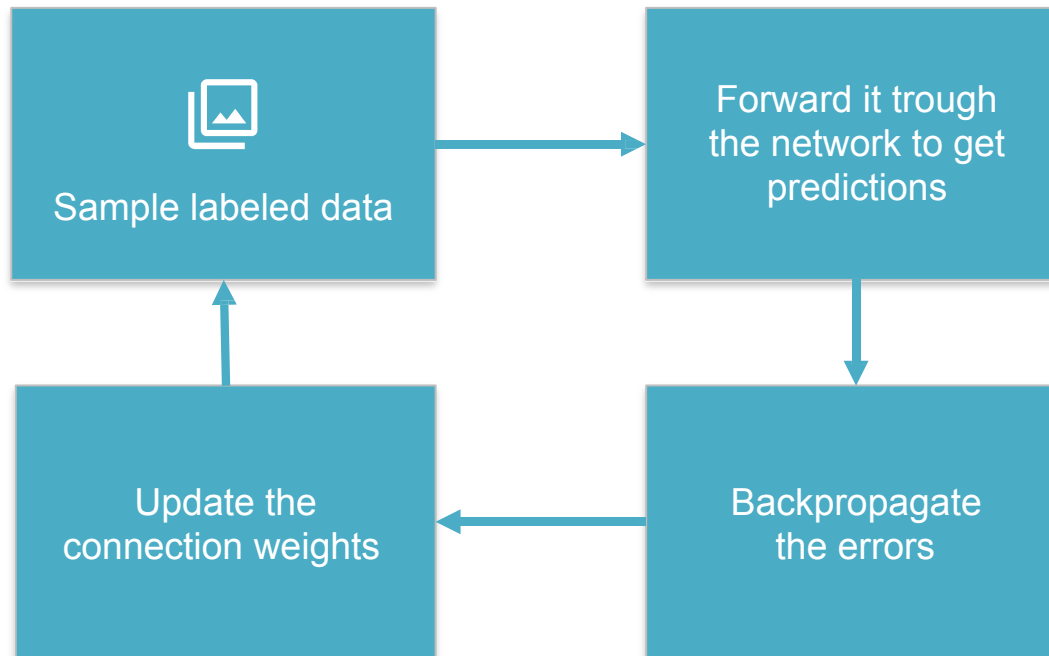 Sample labeled data
Forward it trough
the network to get
predictions
Backpropagate
the errors
Update the
connection weights